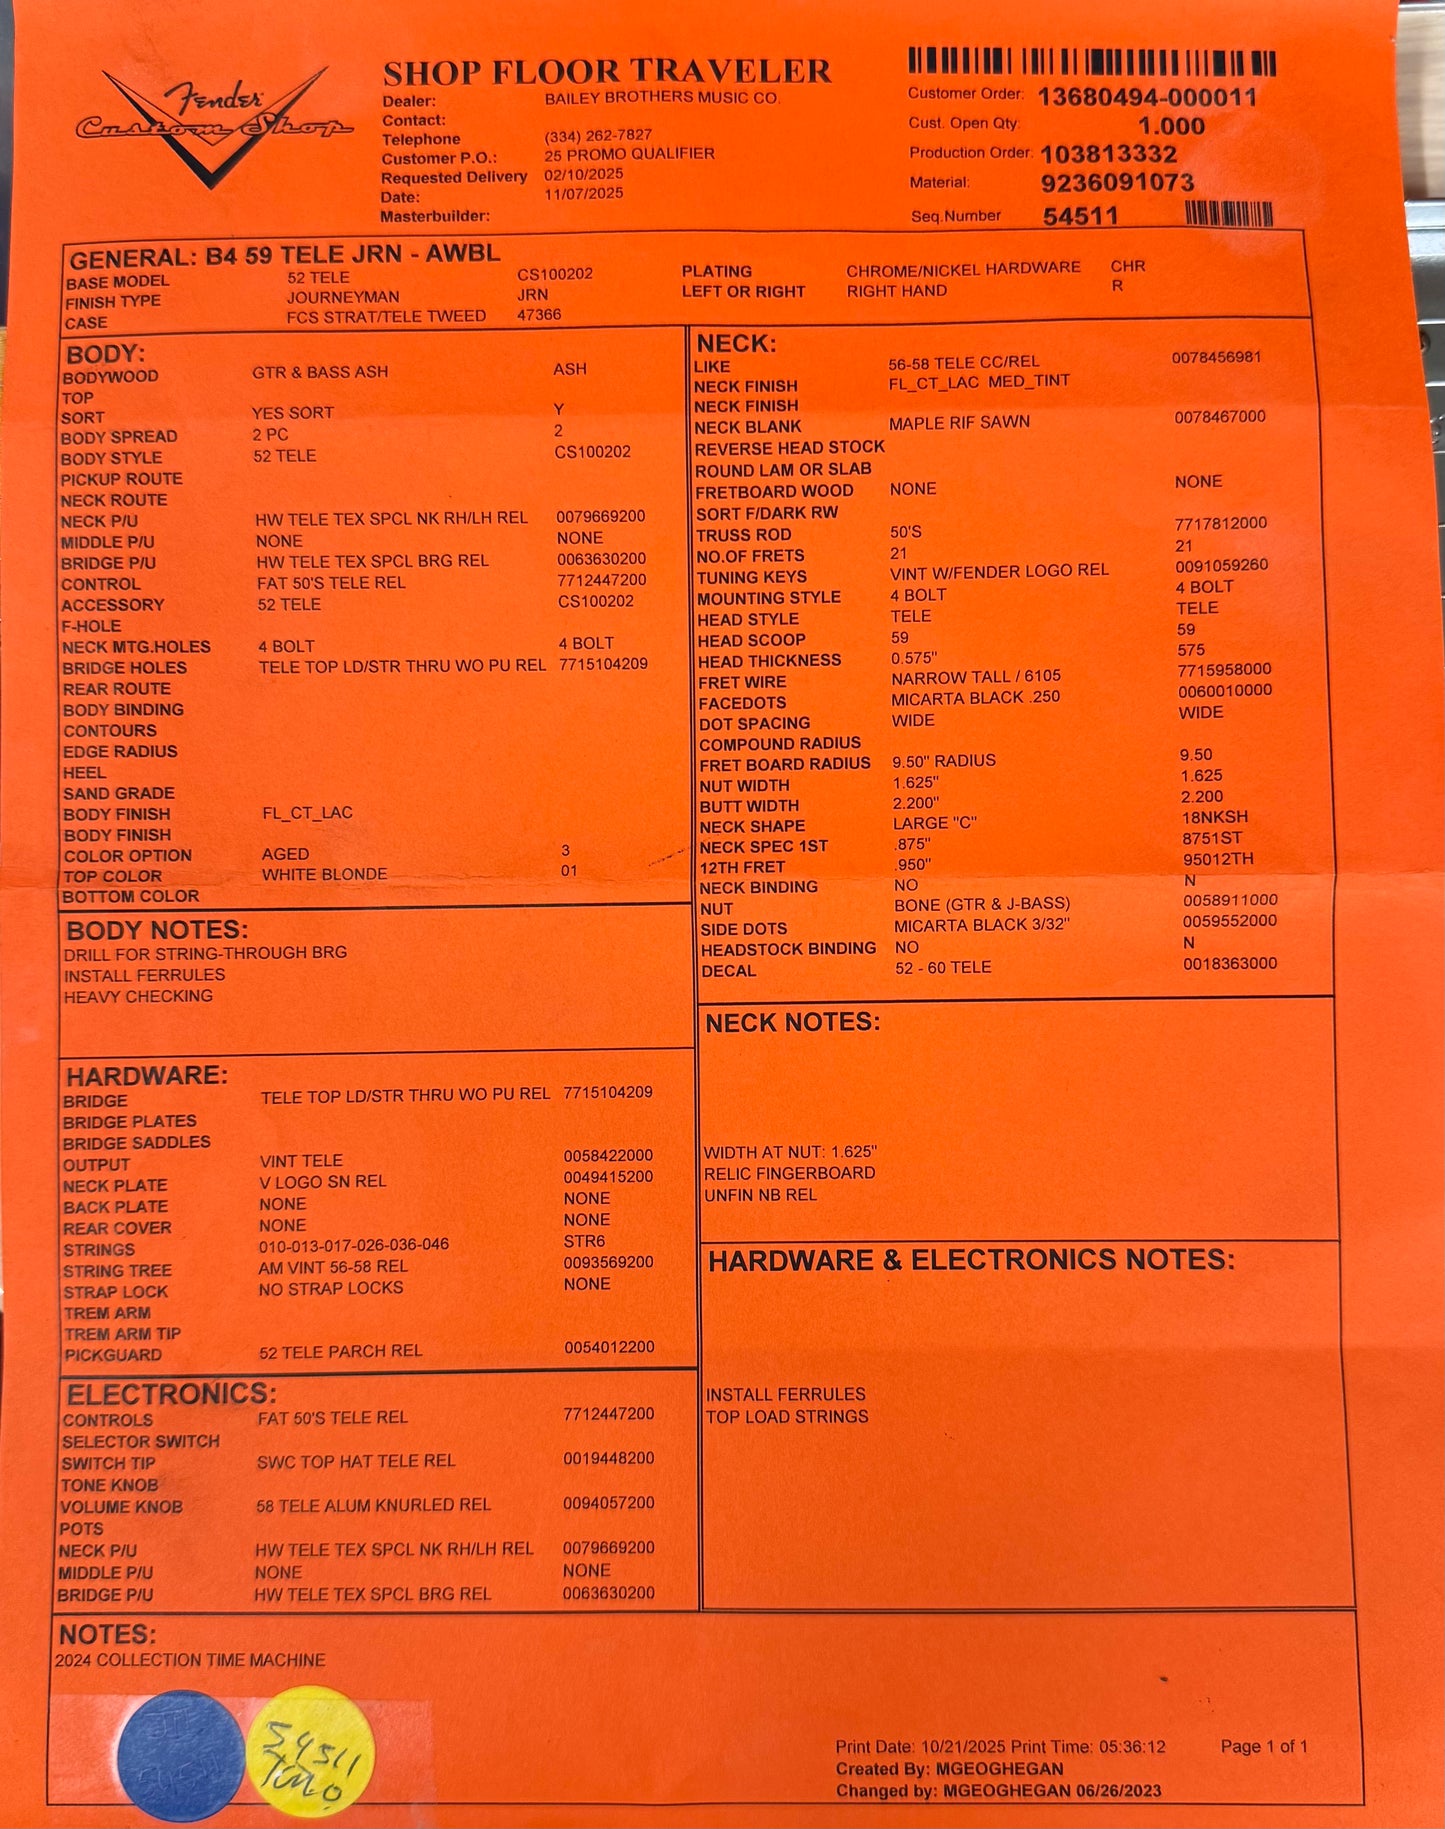 Fender
Custom Shop
SHOP FLOOR TRAVELER
Dealer: BAILEY BROTHERS MUSIC CO.
Contact:
Telephone (334) 262-7827
Customer P.O.: 25 PROMO QUALIFIER
Requested Delivery 02/10/2025
Date: 11/07/2025
Masterbuilder:
Customer Order: 13680494-000011
Cust. Open Qty: 1.000
Production Order: 103813332
Material: 9236091073
Seq.Number 54511
GENERAL: B4 59 TELE JRN - AWBL
BASE MODEL 52 TELE CS100202
FINISH TYPE JOURNEYMAN JRN
CASE FCS STRAT/TELE TWEED 47366
PLATING CHROME/NICKEL HARDWARE CHR
LEFT OR RIGHT RIGHT HAND R
BODY:
BODYWOOD GTR & BASS ASH ASH
TOP
SORT YES SORT Y
BODY SPREAD 2 PC 2
BODY STYLE 52 TELE CS100202
PICKUP ROUTE
NECK ROUTE
NECK P/U HW TELE TEX SPCL NK RH/LH REL 0079669200
MIDDLE P/U NONE NONE
BRIDGE P/U HW TELE TEX SPCL BRG REL 0063630200
CONTROL FAT 50'S TELE REL 7712447200
ACCESSORY 52 TELE CS100202
F-HOLE
NECK MTG.HOLES 4 BOLT 4 BOLT
BRIDGE HOLES TELE TOP LD/STR THRU WO PU REL 7715104209
REAR ROUTE
BODY BINDING
CONTOURS
EDGE RADIUS
HEEL
SAND GRADE
BODY FINISH FL_CT_LAC
BODY FINISH
COLOR OPTION AGED 3
TOP COLOR WHITE BLONDE 01
BOTTOM COLOR
BODY NOTES:
DRILL FOR STRING-THROUGH BRG
INSTALL FERRULES
HEAVY CHECKING
HARDWARE:
BRIDGE TELE TOP LD/STR THRU WO PU REL 7715104209
BRIDGE PLATES
BRIDGE SADDLES
OUTPUT VINT TELE 0058422000
NECK PLATE V LOGO SN REL 0049415200
BACK PLATE NONE NONE
REAR COVER NONE NONE
STRINGS 010-013-017-026-036-046 STR6
STRING TREE AM VINT 56-58 REL 0093569200
STRAP LOCK NO STRAP LOCKS NONE
TREM ARM
TREM ARM TIP
PICKGUARD 52 TELE PARCH REL 0054012200
ELECTRONICS:
CONTROLS FAT 50'S TELE REL 7712447200
SELECTOR SWITCH
SWITCH TIP SWC TOP HAT TELE REL 0019448200
TONE KNOB
VOLUME KNOB 58 TELE ALUM KNURLED REL 0094057200
POTS
NECK P/U HW TELE TEX SPCL NK RH/LH REL 0079669200
MIDDLE P/U NONE NONE
BRIDGE P/U HW TELE TEX SPCL BRG REL 0063630200
NECK:
LIKE 56-58 TELE CC/REL 0078456981
NECK FINISH FL_CT_LAC MED_TINT
NECK FINISH
NECK BLANK MAPLE RIF SAWN 0078467000
REVERSE HEAD STOCK
ROUND LAM OR SLAB
FRETBOARD WOOD NONE NONE
SORT F/DARK RW
TRUSS ROD 50'S 7717812000
NO.OF FRETS 21 21
TUNING KEYS VINT W/FENDER LOGO REL 0091059260
MOUNTING STYLE 4 BOLT 4 BOLT
HEAD STYLE TELE TELE
HEAD SCOOP 59 59
HEAD THICKNESS 0.575" 575
FRET WIRE NARROW TALL / 6105 7715958000
FACEDOTS MICARTA BLACK .250 0060010000
DOT SPACING WIDE WIDE
COMPOUND RADIUS
FRET BOARD RADIUS 9.50" RADIUS 9.50
NUT WIDTH 1.625" 1.625
BUTT WIDTH 2.200" 2.200
NECK SHAPE LARGE "C" 18NKSH
NECK SPEC 1ST .875" 8751ST
12TH FRET .950" 95012TH
NECK BINDING NO N
NUT BONE (GTR & J-BASS) 0058911000
SIDE DOTS MICARTA BLACK 3/32" 0059552000
HEADSTOCK BINDING NO N
DECAL 52 - 60 TELE 0018363000
NECK NOTES:
WIDTH AT NUT: 1.625"
RELIC FINGERBOARD
UNFIN NB REL
HARDWARE & ELECTRONICS NOTES:
INSTALL FERRULES
TOP LOAD STRINGS
NOTES:
2024 COLLECTION TIME MACHINE
54511
Print Date: 10/21/2025 Print Time: 05:36:12 Page 1 of 1
Created By: MGEOGHEGAN
Changed by: MGEOGHEGAN 06/26/2023